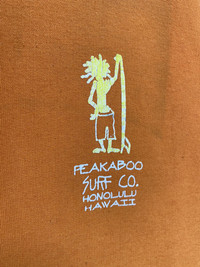 PEAKABOO
SURF CO.
HONOLULU
HAWAII